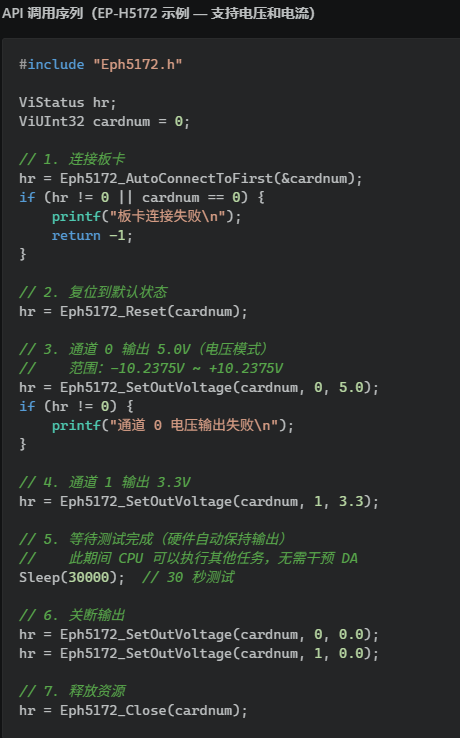 API 调用序列（EP-H5172 示例 — 支持电压和电流）
#include "Eph5172.h"
ViStatus hr;
ViUInt32 cardnum = 0;
// 1. 连接板卡
hr = Eph5172_AutoConnectToFirst(&cardnum);
if (hr != 0 || cardnum == 0) {
    printf("板卡连接失败\n");
    return -1;
}
// 2. 复位到默认状态
hr = Eph5172_Reset(cardnum);
// 3. 通道 0 输出 5.0V（电压模式）
//    范围：-10.2375V ~ +10.2375V
hr = Eph5172_SetOutVoltage(cardnum, 0, 5.0);
if (hr != 0) {
    printf("通道 0 电压输出失败\n");
}
// 4. 通道 1 输出 3.3V
hr = Eph5172_SetOutVoltage(cardnum, 1, 3.3);
// 5. 等待测试完成（硬件自动保持输出）
//    此期间 CPU 可以执行其他任务，无需干预 DA
Sleep(30000);  // 30 秒测试
// 6. 关断输出
hr = Eph5172_SetOutVoltage(cardnum, 0, 0.0);
hr = Eph5172_SetOutVoltage(cardnum, 1, 0.0);
// 7. 释放资源
hr = Eph5172_Close(cardnum);